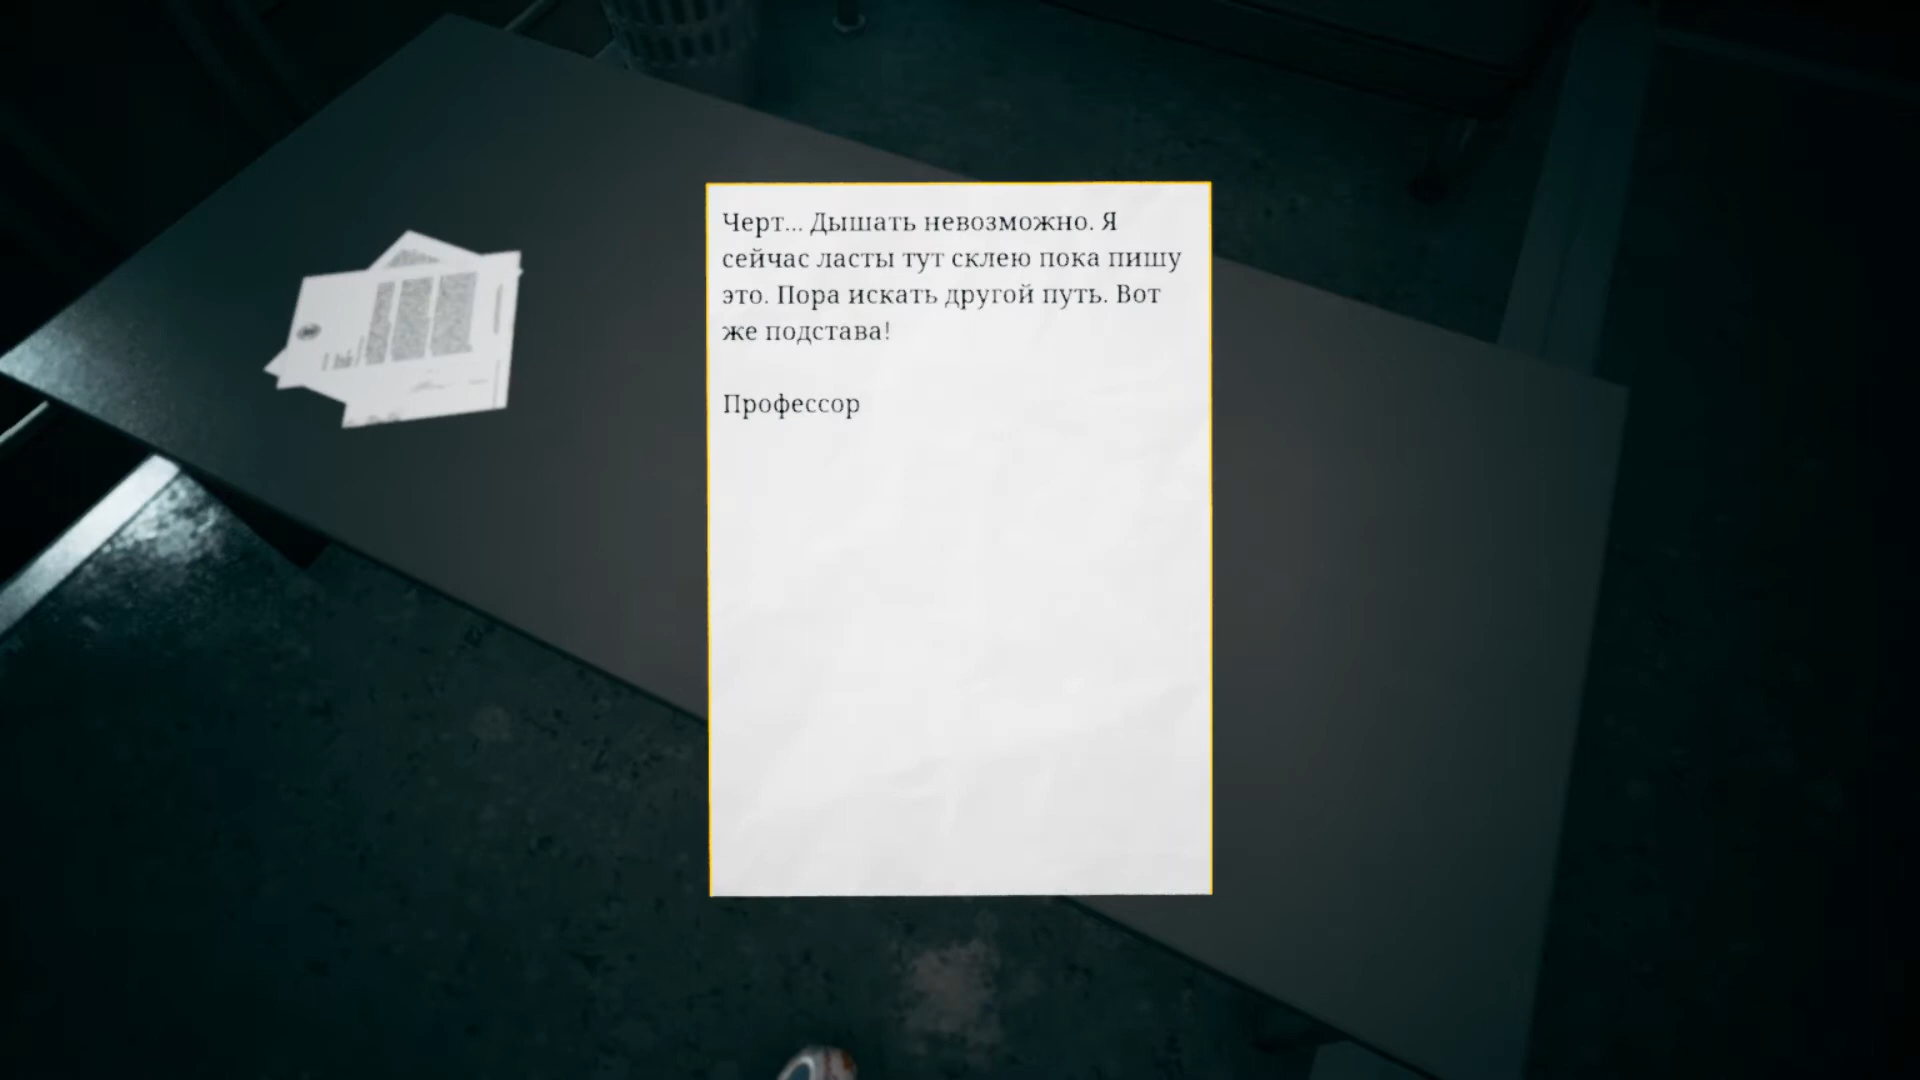 Черт... Дышать невозможно. Я
сейчас ласты тут склею пока пишу
это. Пора искать другой путь. Вот
же подстава!
Профессор